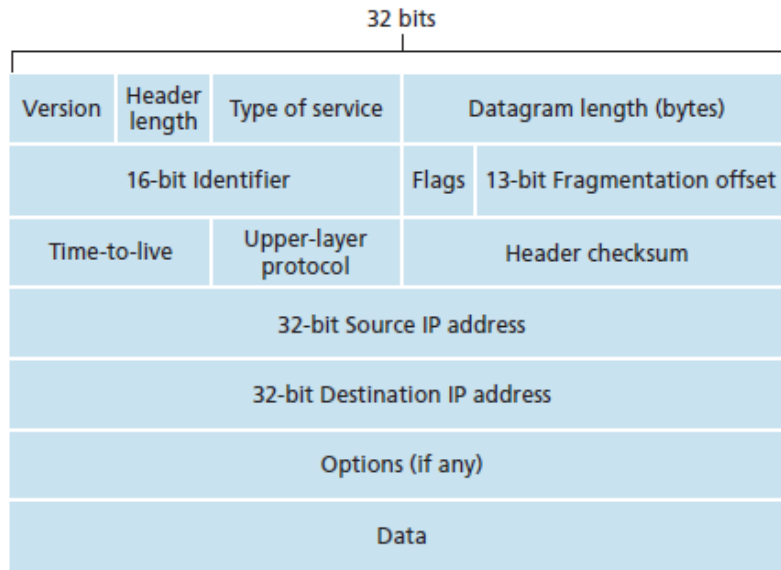 32 bits
Version
Header
length
Type of service
Datagram length (bytes)
16-bit Identifier
Flags
13-bit Fragmentation offset
Time-to-live
Upper-layer
protocol
Header checksum
32-bit Source IP address
32-bit Destination IP address
Options (if any)
Data